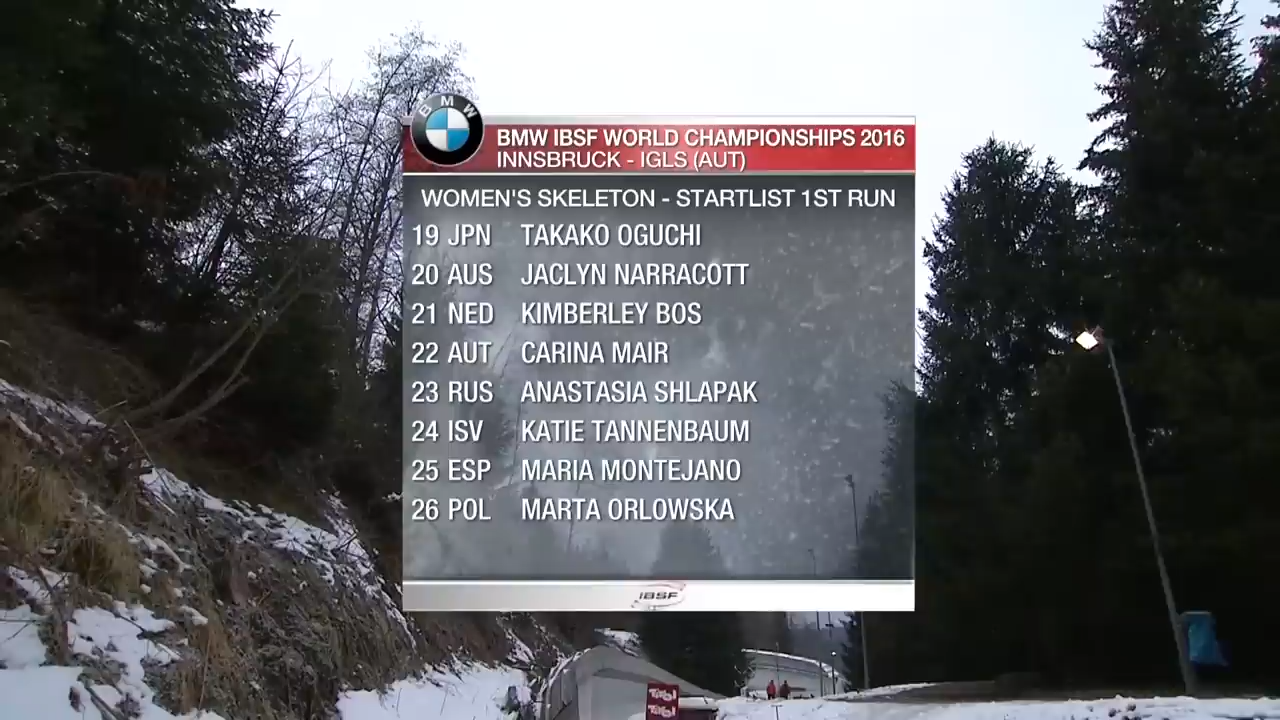 BMW
BMW IBSF WORLD CHAMPIONSHIPS 2016
INNSBRUCK - IGLS (AUT)
WOMEN'S SKELETON - STARTLIST 1ST RUN
19 JPN TAKAKO OGUCHI
20 AUS JACLYN NARRACOTT
21 NED KIMBERLEY BOS
22 AUT CARINA MAIR
23 RUS ANASTASIA SHLAPAK
24 ISV KATIE TANNENBAUM
25 ESP MARIA MONTEJANO
26 POL MARTA ORLOWSKA
IBSF
Tirol
Tirol